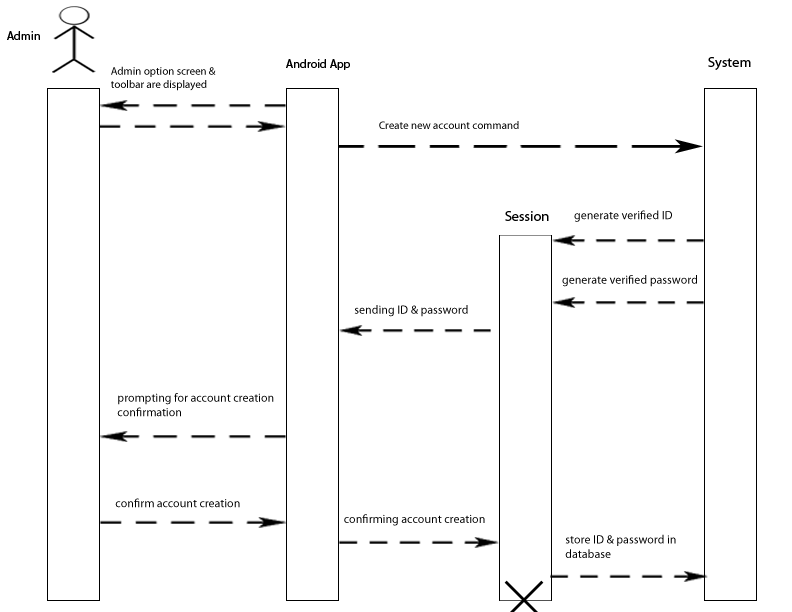 Admin
Android App
System
Admin option screen &
toolbar are displayed
Create new account command
Session
generate verified ID
generate verified password
sending ID & password
prompting for account creation
confirmation
confirm account creation
confirming account creation
store ID & password in
database